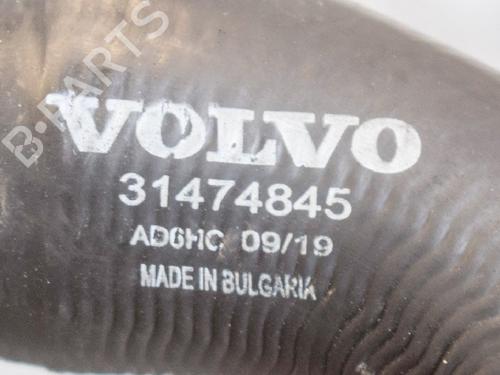 B-PARTS
VOLVO
31474845
AD6HC 09/19
MADE IN BULGARIA